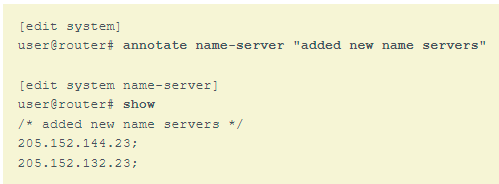 [edit system]
user@router# annotate name-server "added new name servers"
[edit system name-server]
user@router# show
/* added new name servers */
205.152.144.23;
205.152.132.23;